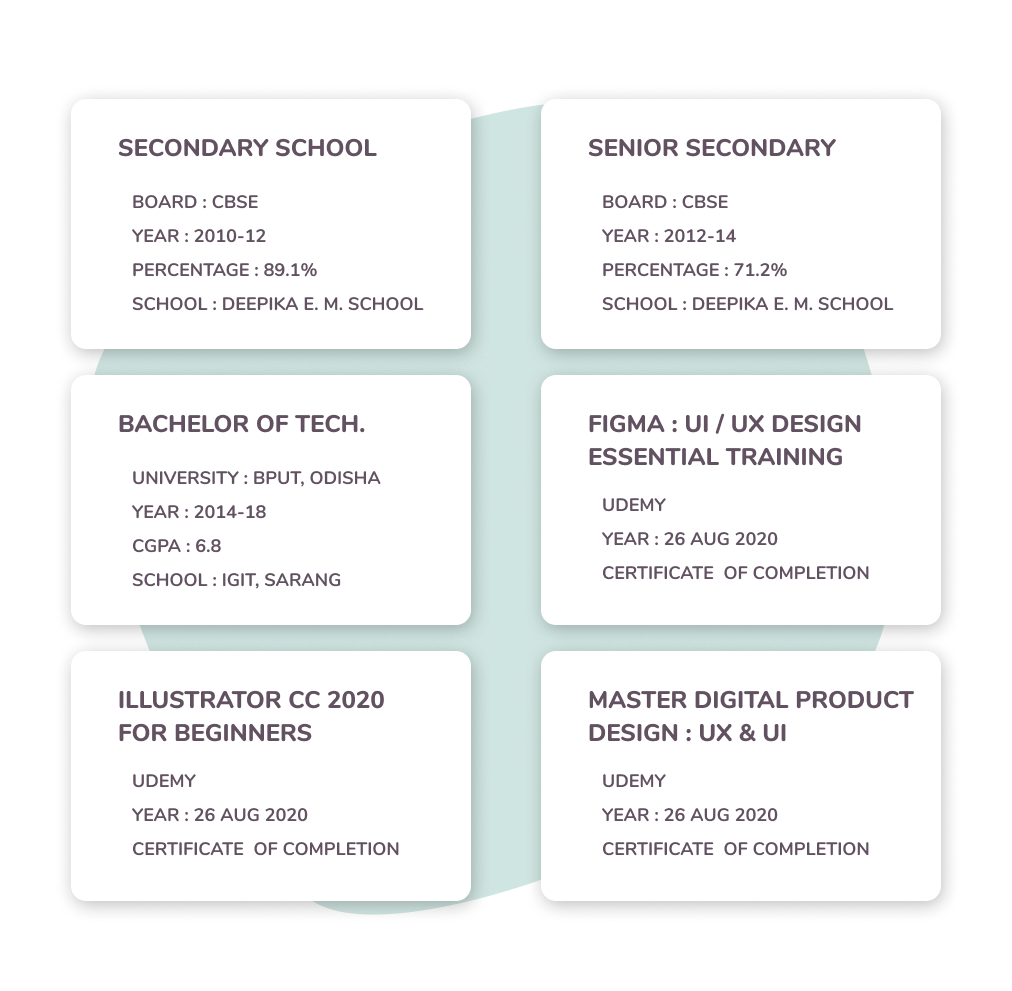 SECONDARY SCHOOL
BOARD : CBSE
YEAR : 2010-12
PERCENTAGE : 89.1%
SCHOOL : DEEPIKA E. M. SCHOOL
SENIOR SECONDARY
BOARD : CBSE
YEAR : 2012-14
PERCENTAGE : 71.2%
SCHOOL : DEEPIKA E. M. SCHOOL
BACHELOR OF TECH.
UNIVERSITY : BPUT, ODISHA
YEAR : 2014-18
CGPA : 6.8
SCHOOL : IGIT, SARANG
FIGMA : UI / UX DESIGN
ESSENTIAL TRAINING
UDEMY
YEAR : 26 AUG 2020
CERTIFICATE  OF COMPLETION
ILLUSTRATOR CC 2020
FOR BEGINNERS
UDEMY
YEAR : 26 AUG 2020
CERTIFICATE  OF COMPLETION
MASTER DIGITAL PRODUCT
DESIGN : UX & UI
UDEMY
YEAR : 26 AUG 2020
CERTIFICATE  OF COMPLETION